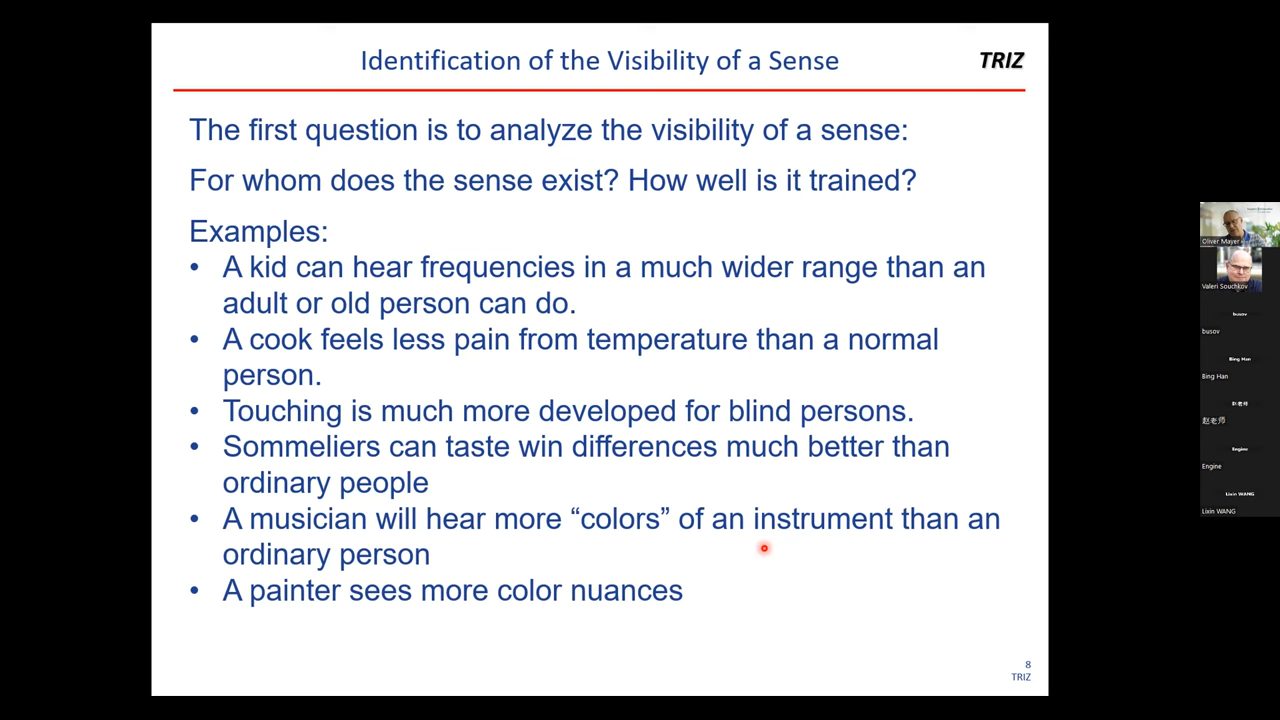 Identification of the Visibility of a Sense
TRIZ
The first question is to analyze the visibility of a sense:
For whom does the sense exist? How well is it trained?
Examples:
• A kid can hear frequencies in a much wider range than an
adult or old person can do.
• A cook feels less pain from temperature than a normal
person.
• Touching is much more developed for blind persons.
• Sommeliers can taste win differences much better than
ordinary people
• A musician will hear more “colors” of an instrument than an
ordinary person
• A painter sees more color nuances
8
TRIZ
Oliver Mayer
Valeri Souchkov
busov
busov
Bing Han
Bing Han
赵老师
赵老师
Engine
Engine
Lixin WANG
Lixin WANG